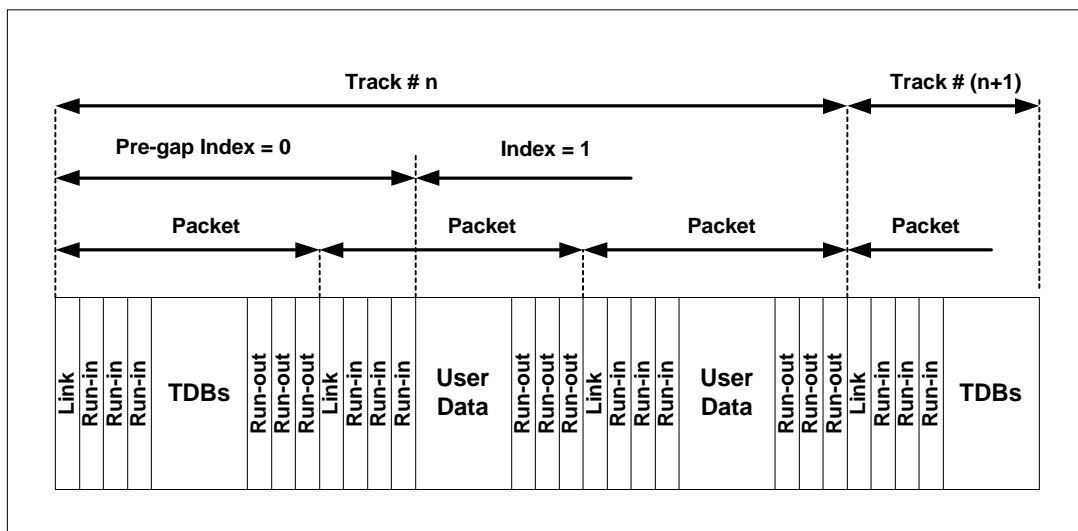 Track # n
Track # (n+1)
Pre-gap Index = 0
Index = 1
Packet
Packet
Packet
Packet
Link
Run-in
Run-in
Run-in
TDBs
Run-out
Run-out
Run-out
Link
Run-in
Run-in
Run-in
User
Data
Run-out
Run-out
Run-out
Link
Run-in
Run-in
Run-in
User
Data
Run-out
Run-out
Run-out
Link
Run-in
Run-in
Run-in
TDBs